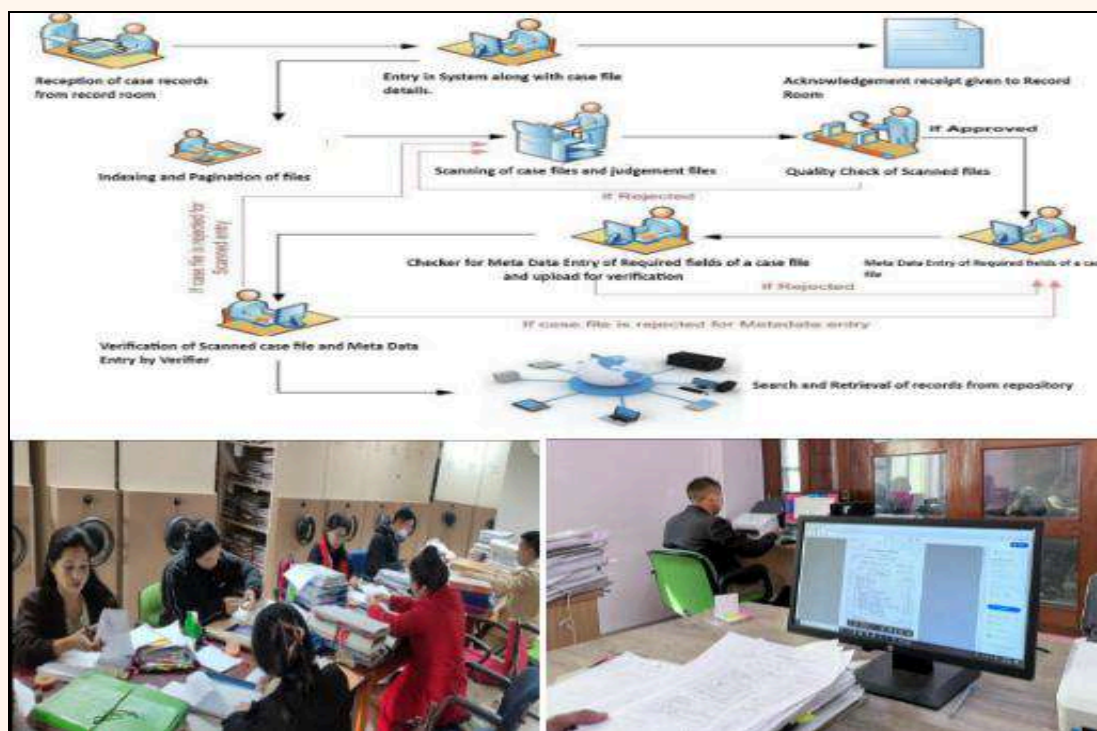 Reception of case records
from record room
Entry in System along with case file
details.
Acknowledgement receipt given to Record
Room
Indexing and Pagination of files
Scanning of case files and judgement files
If Approved
Quality Check of Scanned files
If Rejected
If case file is rejected for
Scanned entry
Checker for Meta Data Entry of Required fields of a case file
and upload for verification
Meta Data Entry of Required fields of a ca
file
If Rejected
If case file is rejected for Metadate entry
Verification of Scanned case file and Meta Data
Entry by Verifier
Search and Retrieval of records from repository